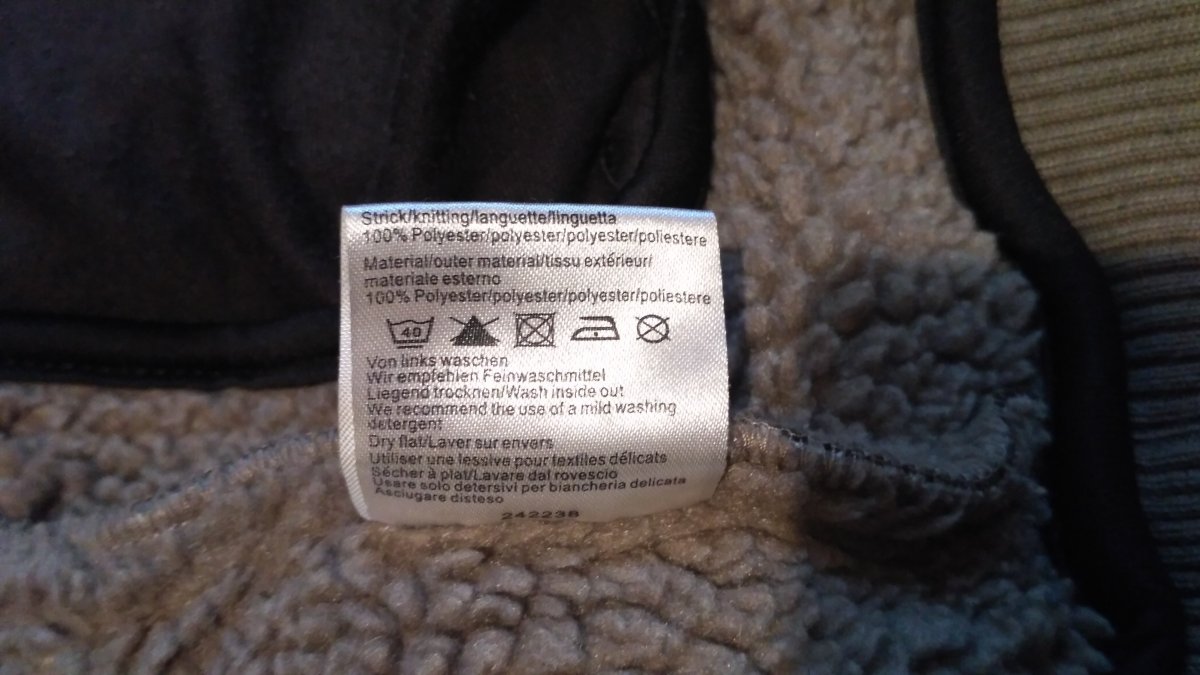 Strick/knitting/languette/linguetta
100% Polyester/polyester/polyester/poliestere
Material/outer material/tissu extérieur/
materiale esterno
100% Polyester/polyester/polyester/poliestere
40
Von links waschen
Wir empfehlen Feinwaschmittel
Liegend trocknen/Wash inside out
We recommend the use of a mild washing
detergent
Dry flat/Laver sur envers
Utiliser une lessive pour textiles délicats
Sécher à plat/Lavare dal rovescio
Usare solo detersivi per biancheria delicata
Asciugare disteso
242238